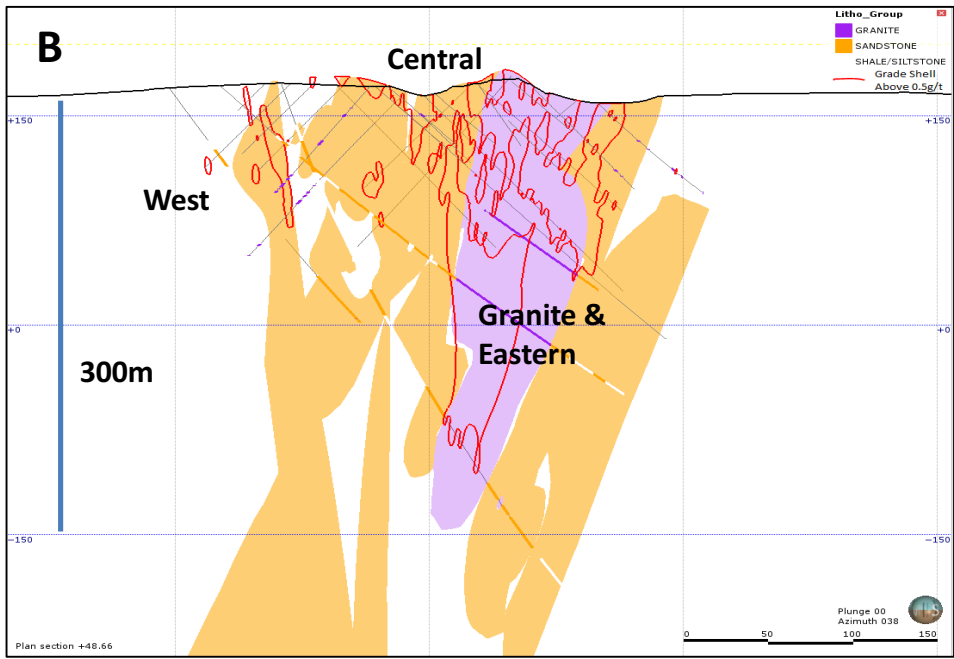 B
Central
Litho_Group
GRANITE
SANDSTONE
SHALE/SILTSTONE
Grade Shell
Above 0.5g/t
+150
+150
West
+0
+0
Granite &
Eastern
300m
-150
-150
Plunge 00
Azimuth 038
0 50 100 150
Plan section +48.66